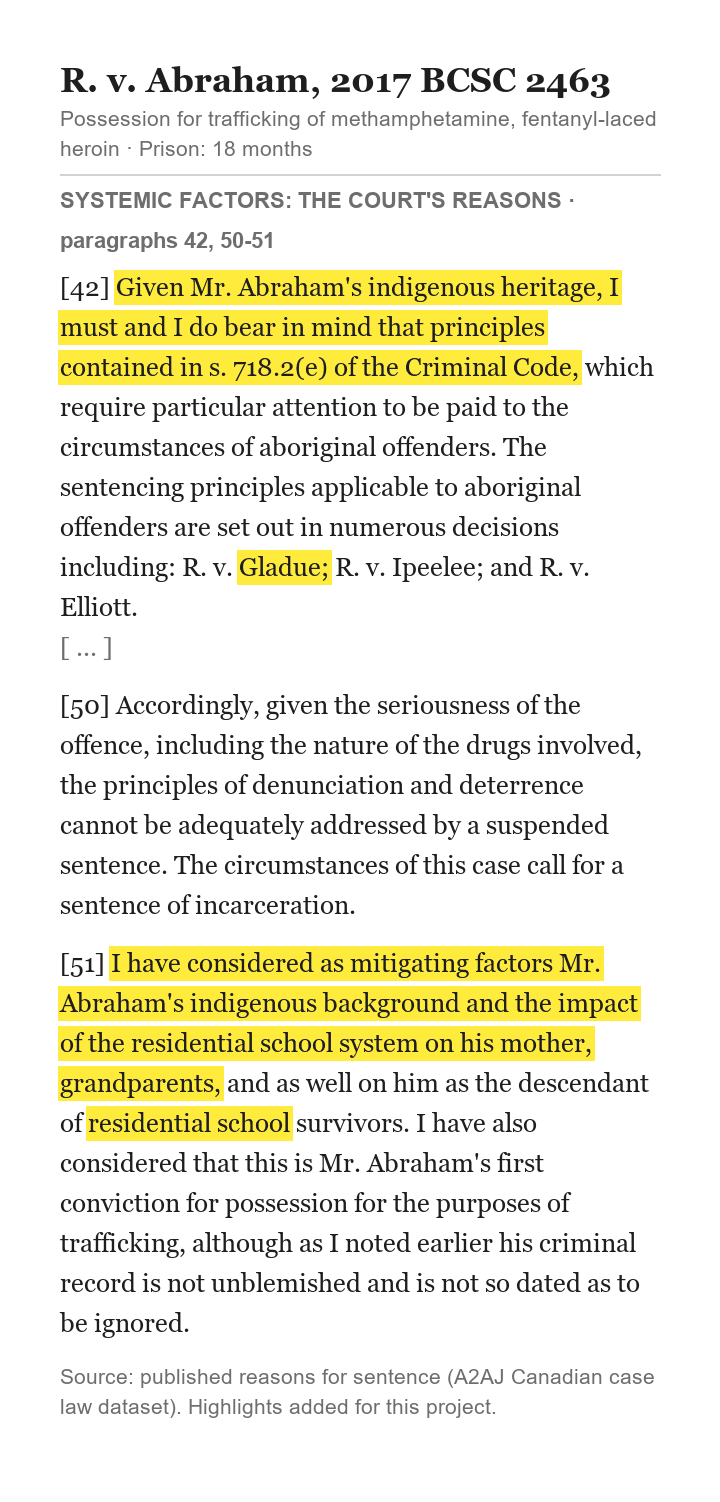 R. v. Abraham, 2017 BCSC 2463
Possession for trafficking of methamphetamine, fentanyl-laced
heroin · Prison: 18 months
SYSTEMIC FACTORS: THE COURT'S REASONS ·
paragraphs 42, 50-51
[42] Given Mr. Abraham's indigenous heritage, I
must and I do bear in mind that principles
contained in s. 718.2(e) of the Criminal Code, which
require particular attention to be paid to the
circumstances of aboriginal offenders. The
sentencing principles applicable to aboriginal
offenders are set out in numerous decisions
including: R. v. Gladue; R. v. Ipeelee; and R. v.
Elliott.
[ ... ]
[50] Accordingly, given the seriousness of the
offence, including the nature of the drugs involved,
the principles of denunciation and deterrence
cannot be adequately addressed by a suspended
sentence. The circumstances of this case call for a
sentence of incarceration.
[51] I have considered as mitigating factors Mr.
Abraham's indigenous background and the impact
of the residential school system on his mother,
grandparents, and as well on him as the descendant
of residential school survivors. I have also
considered that this is Mr. Abraham's first
conviction for possession for the purposes of
trafficking, although as I noted earlier his criminal
record is not unblemished and is not so dated as to
be ignored.
Source: published reasons for sentence (A2AJ Canadian case
law dataset). Highlights added for this project.